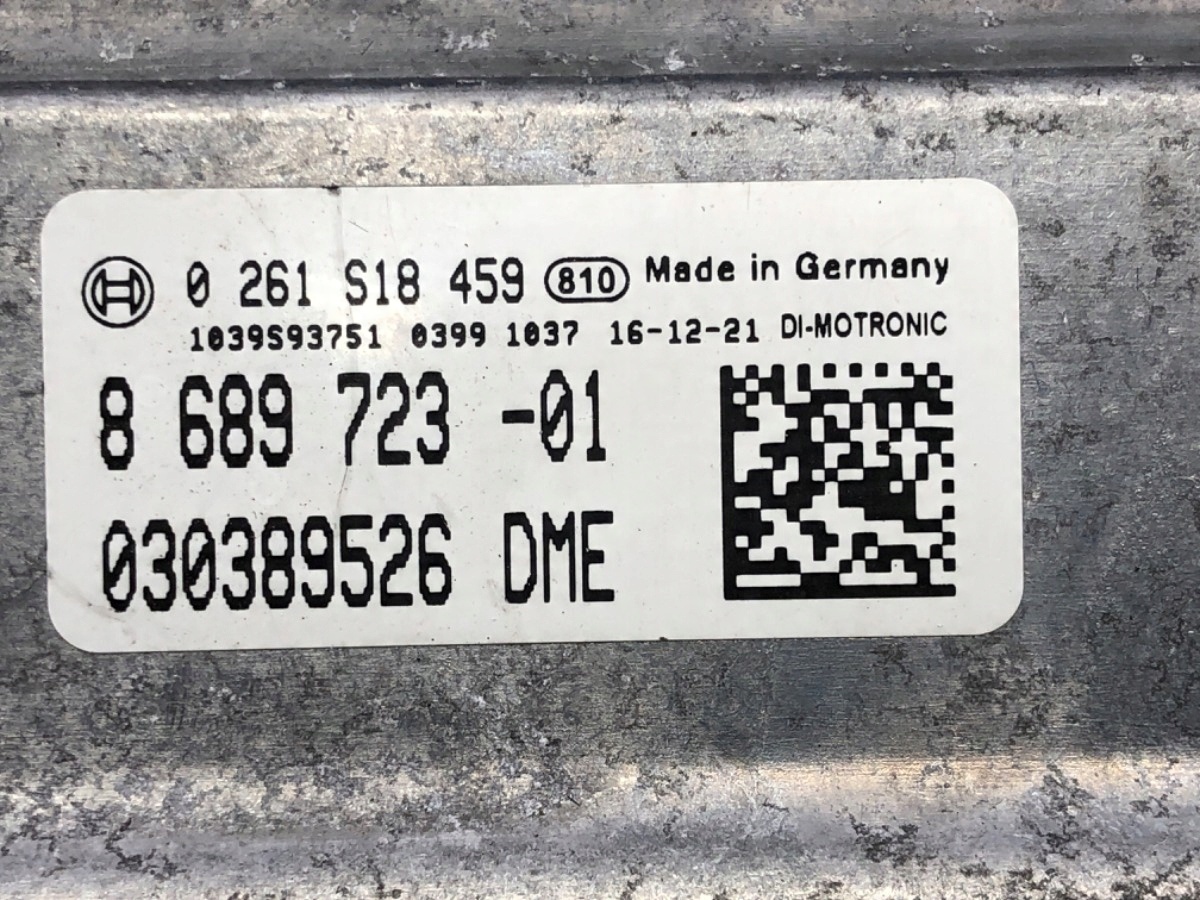 0 261 S18 459 810 Made in Germany
1039S93751 0399 1037 16-12-21 DI-MOTRONIC
8 689 723 -01
030389526 DME